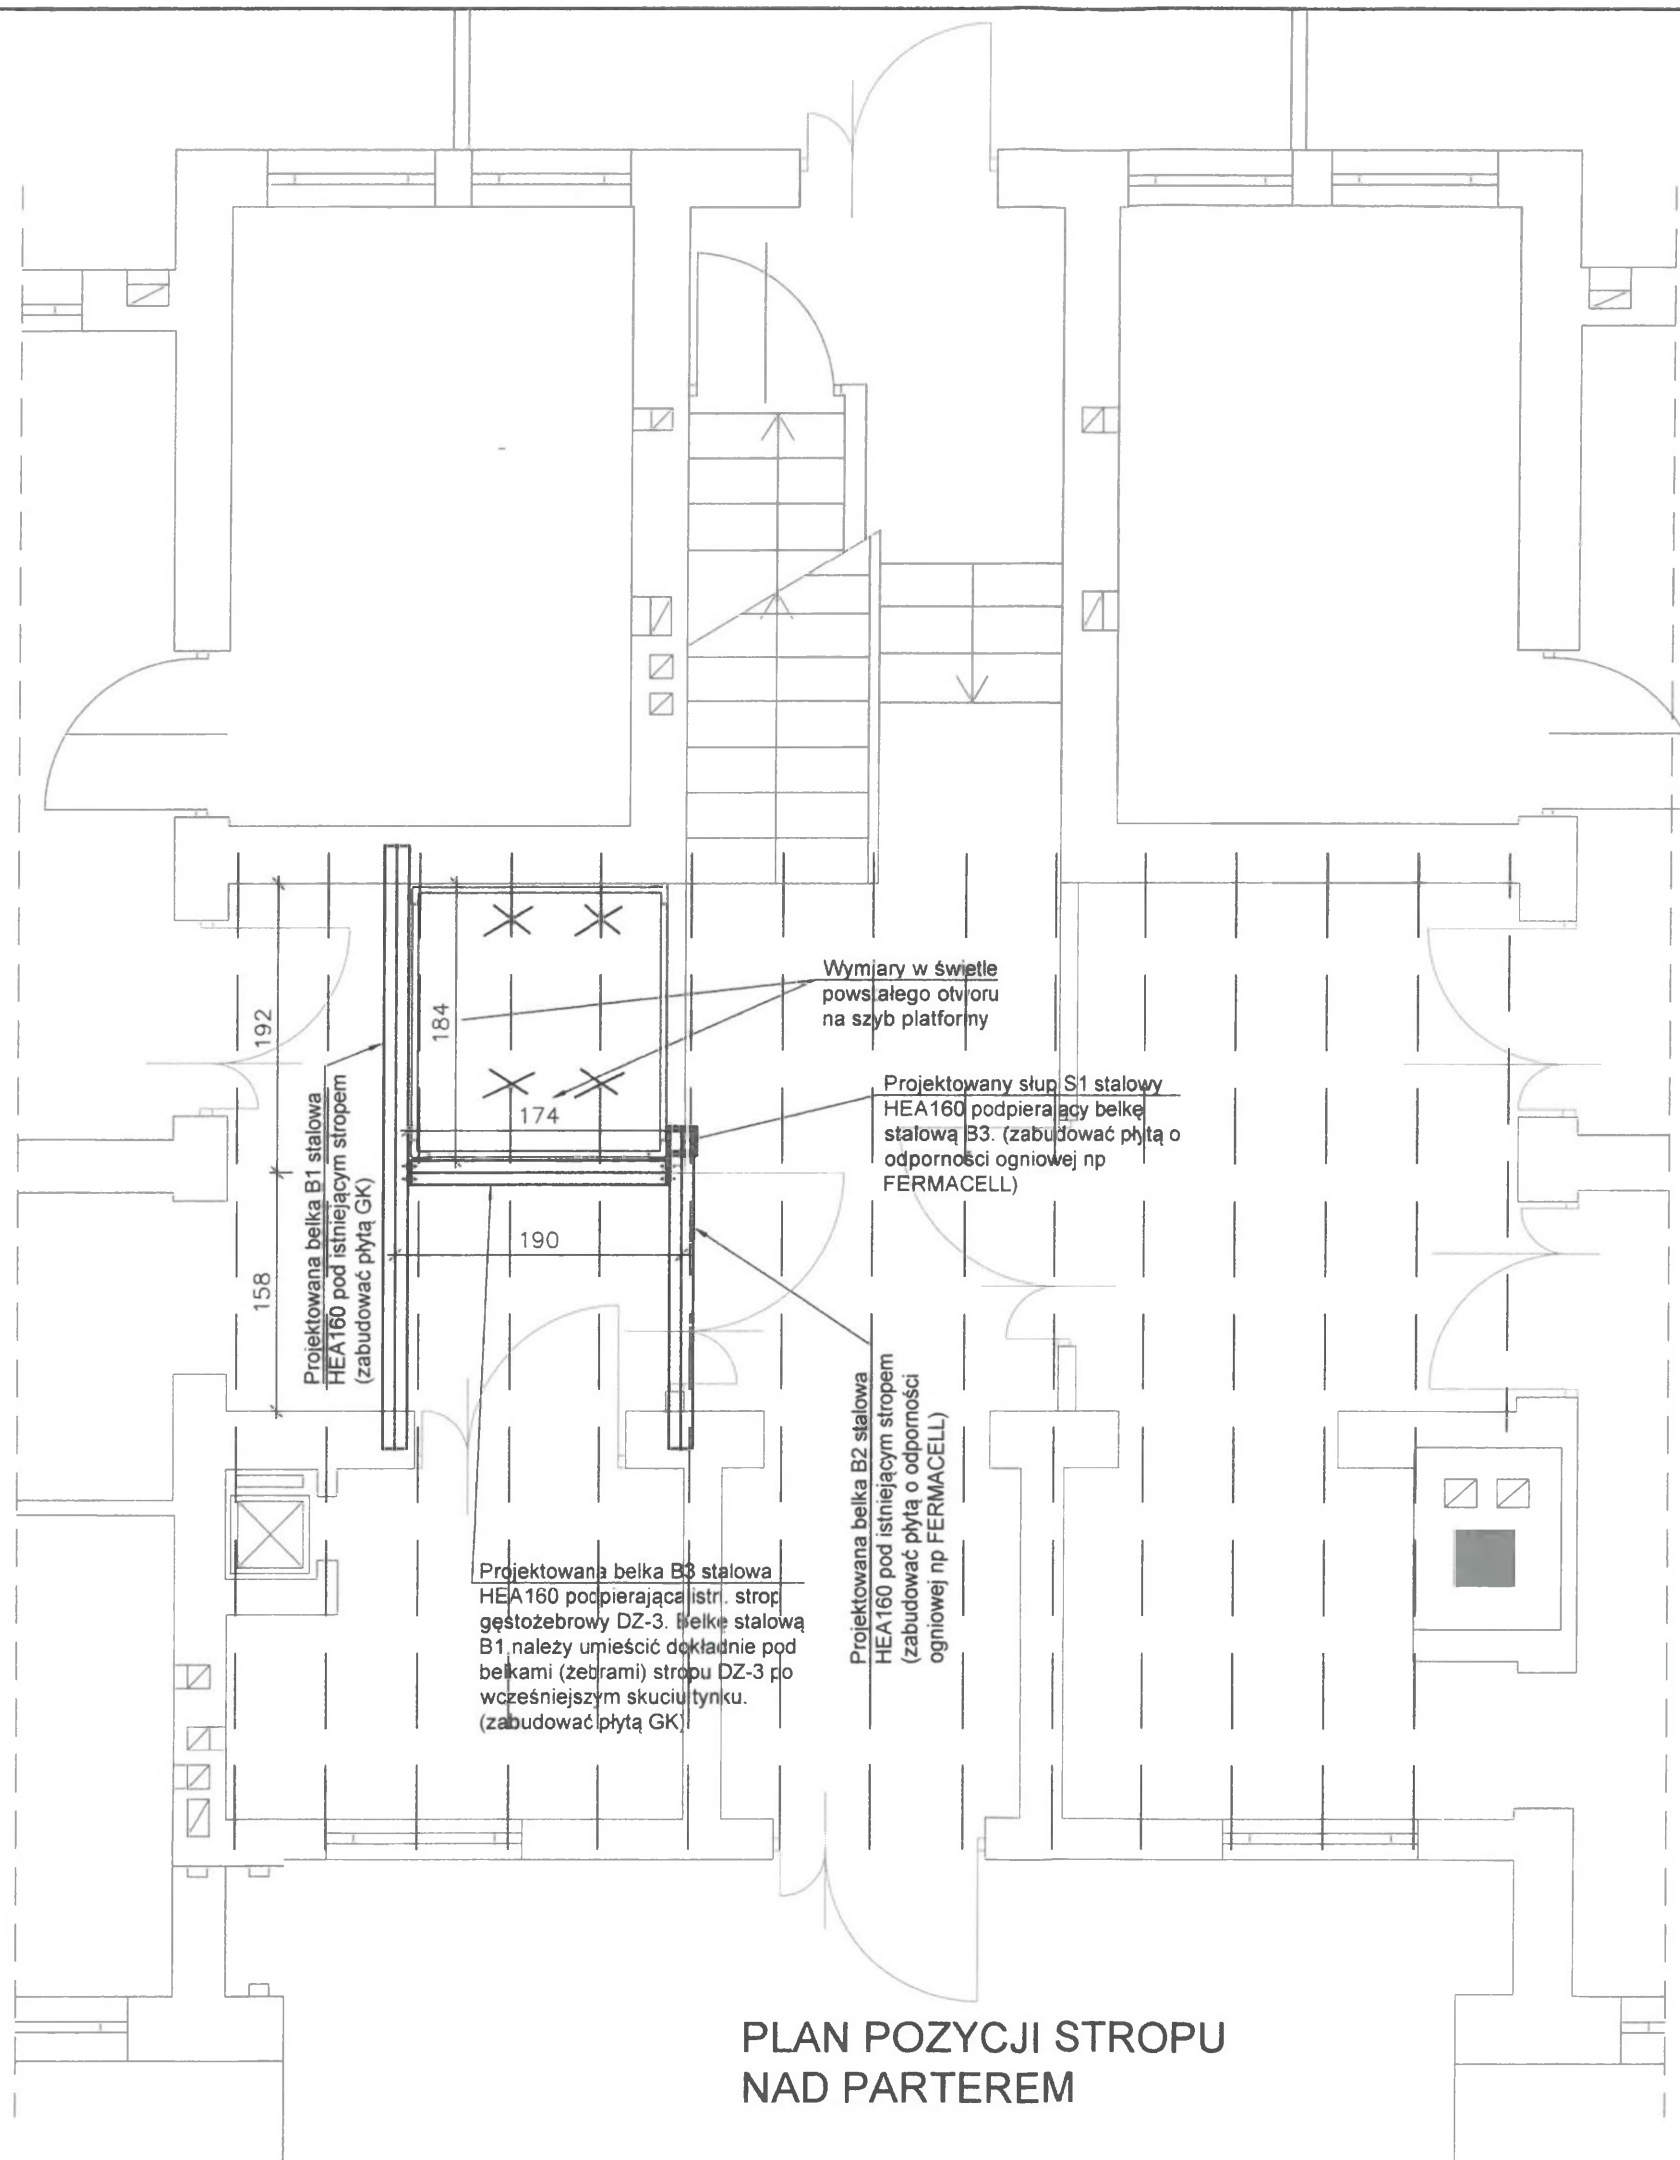 Wymiary w świetle
powstałego otworu
na szyb platformy
192
184
174
Projektowany słup S1 stalowy
HEA160 podpierający belkę
stalową B3. (zabudować płytą o
odporności ogniowej np
FERMACELL)
Projektowana belka B1 stalowa
HEA160 pod istniejącym stropem
(zabudować płytą GK)
190
158
Projektowana belka B2 stalowa
HEA160 pod istniejącym stropem
(zabudować płytą o odporności
ogniowej np FERMACELL)
Projektowana belka B3 stalowa
HEA160 podpierająca istn. strop
gęstożebrowy DZ-3. Belkę stalową
B1 należy umieścić dokładnie pod
belkami (żebrami) stropu DZ-3 po
wcześniejszym skuciu tynku.
(zabudować płytą GK)
PLAN POZYCJI STROPU
NAD PARTEREM